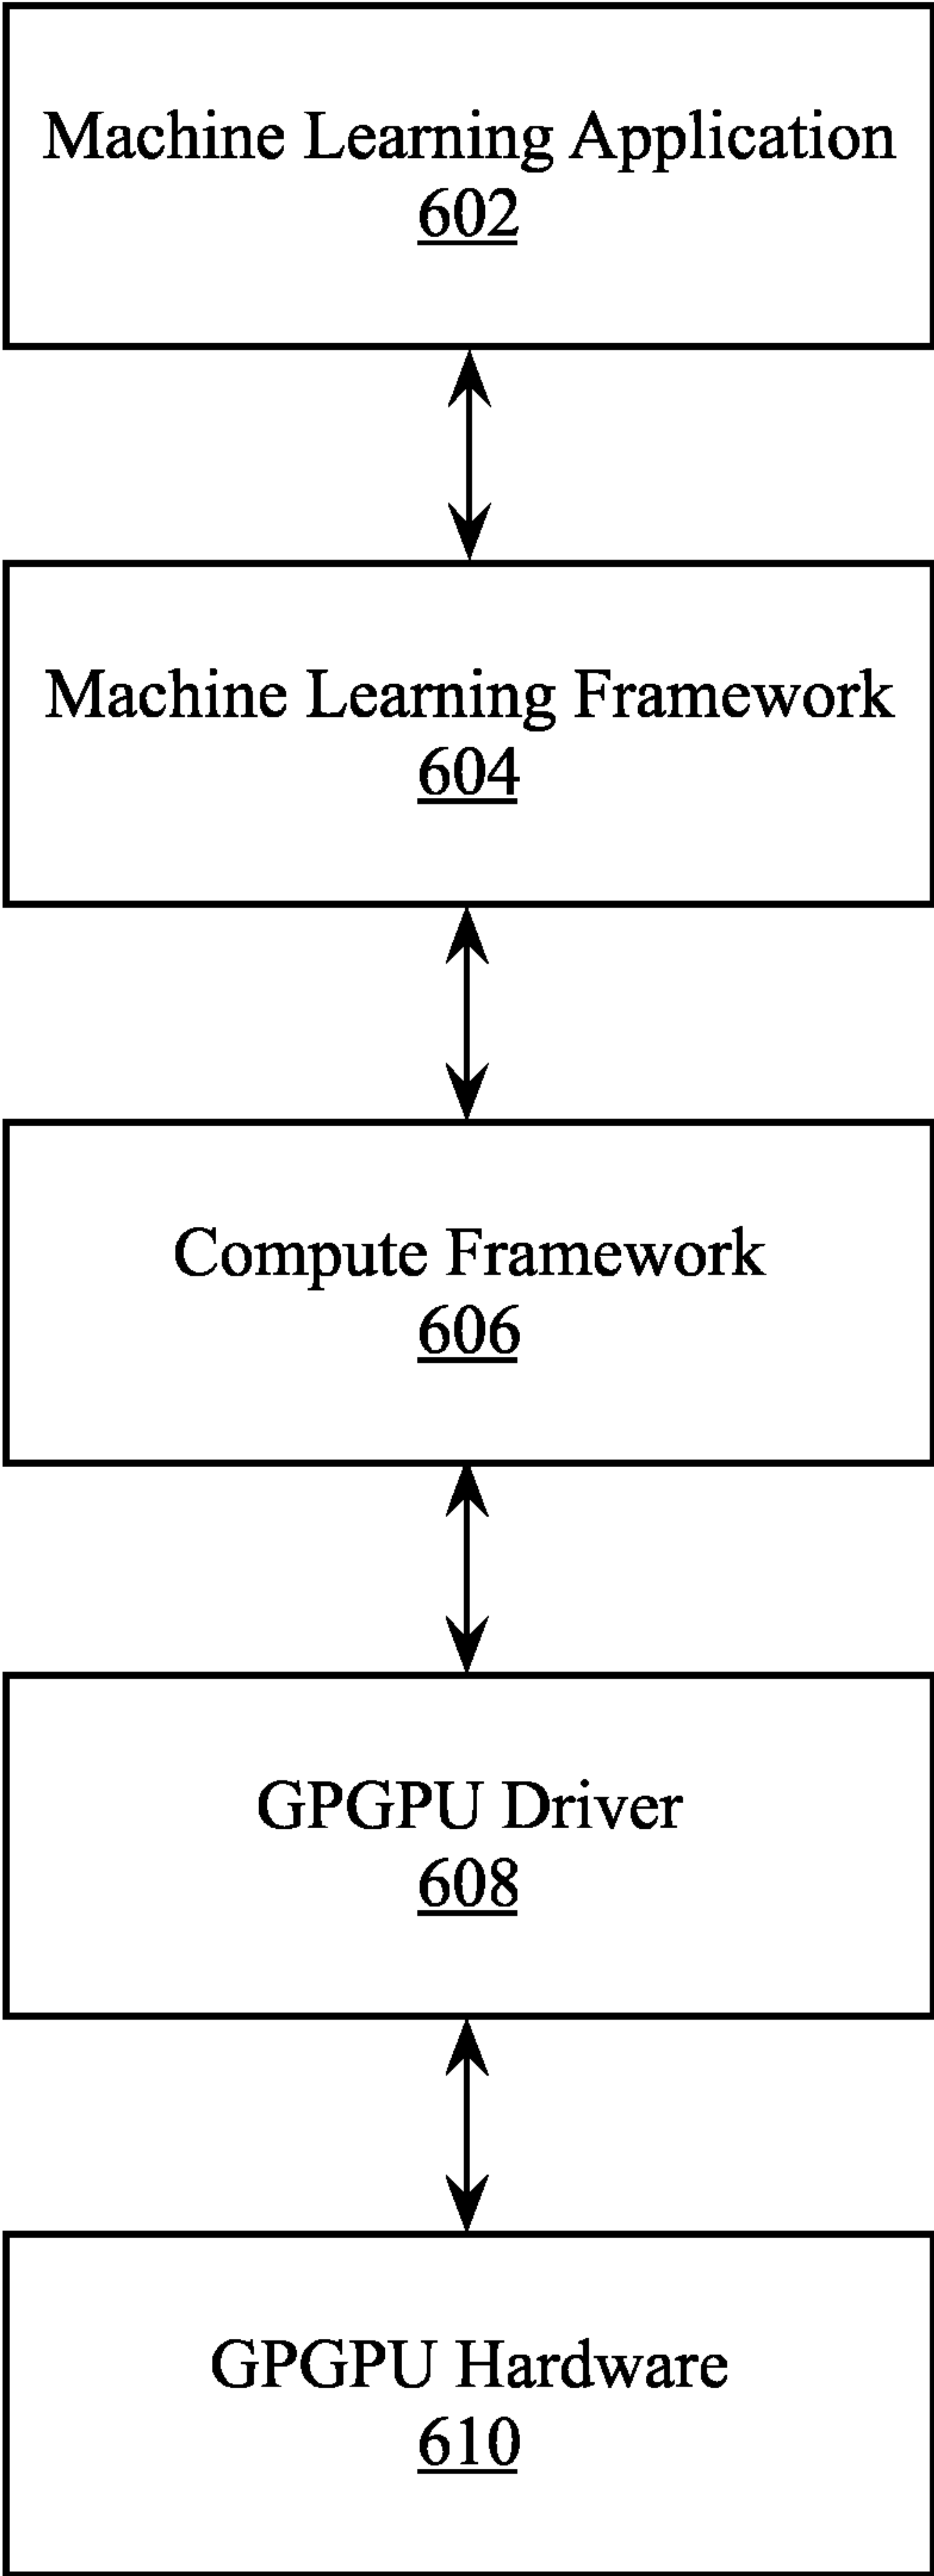 Machine Learning Application
602
Machine Learning Framework
604
Compute Framework
606
GPGPU Driver
608
GPGPU Hardware
610